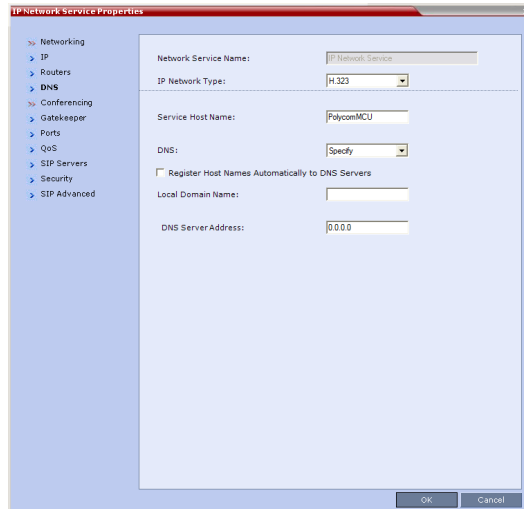 IP Network Service Properties
Networking
IP
Routers
DNS
Conferencing
Gatekeeper
Ports
QoS
SIP Servers
Security
SIP Advanced
Network Service Name: IP Network Service
IP Network Type: H.323
Service Host Name: PolycomMCU
DNS: Specify
Register Host Names Automatically to DNS Servers
Local Domain Name:
DNS Server Address: 0.0.0.0
OK Cancel